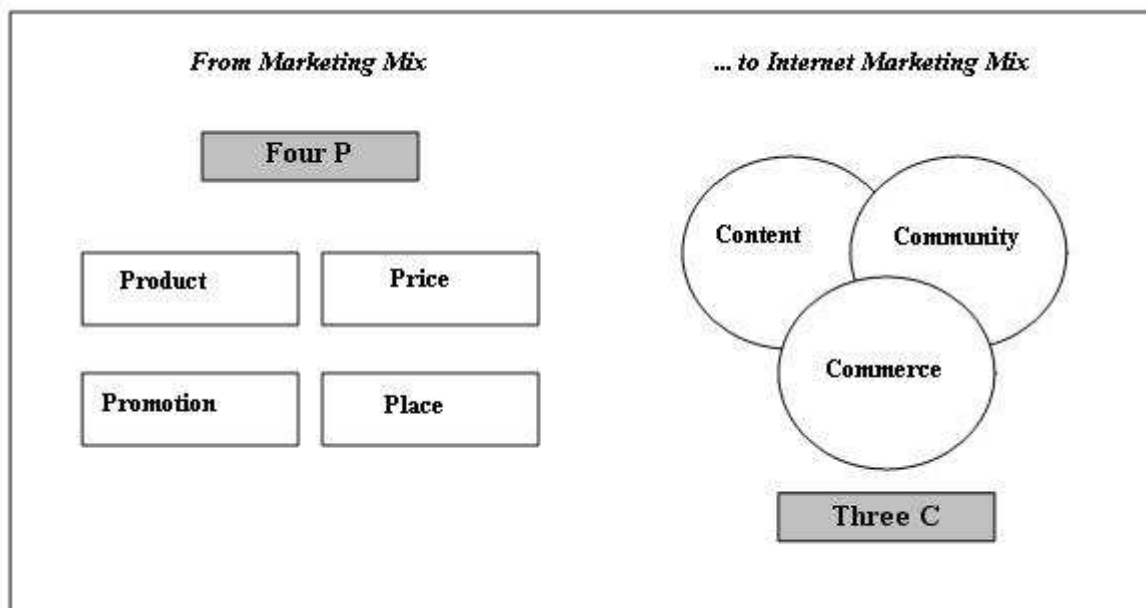 From Marketing Mix
... to Internet Marketing Mix
Four P
Product
Price
Promotion
Place
Content
Community
Commerce
Three C